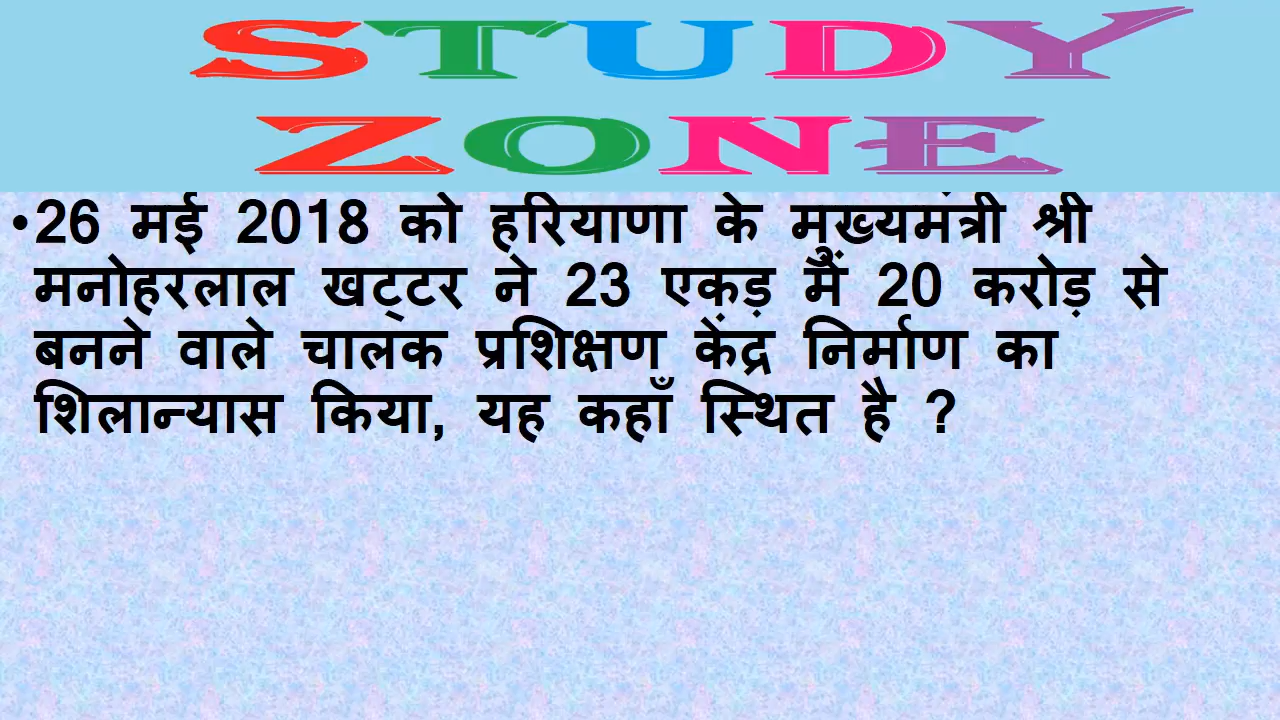 STUDY
ZONE
•26 मई 2018 को हरियाणा के मुख्यमंत्री श्री
मनोहरलाल खट्टर ने 23 एकड़ में 20 करोड़ से
बनने वाले चालक प्रशिक्षण केंद्र निर्माण का
शिलान्यास किया, यह कहाँ स्थित है ?